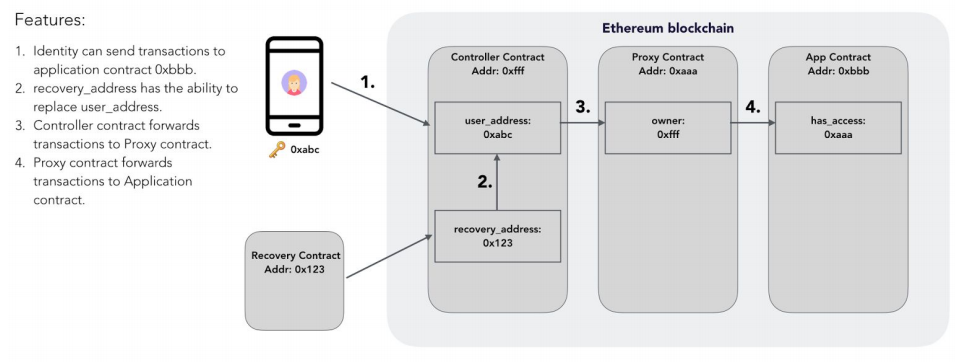 Features:
1. Identity can send transactions to
application contract 0xbbb.
2. recovery_address has the ability to
replace user_address.
3. Controller contract forwards
transactions to Proxy contract.
4. Proxy contract forwards
transactions to Application
contract.
0xabc
Ethereum blockchain
Controller Contract
Addr: 0xfff
Proxy Contract
Addr: 0xaaa
App Contract
Addr: 0xbbb
1.
user_address:
0xabc
3.
owner:
0xfff
4.
has_access:
0xaaa
2.
recovery_address:
0x123
Recovery Contract
Addr: 0x123